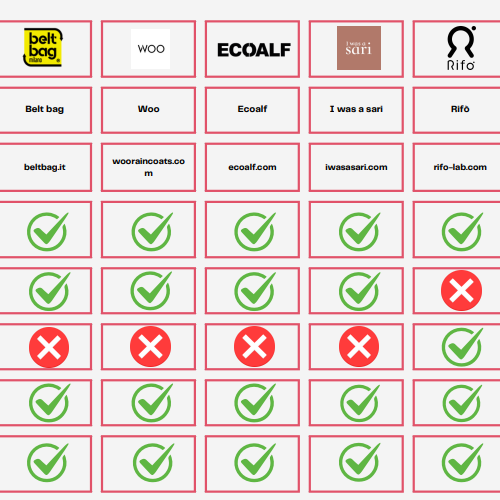 belt
bag
milano
®
WOO
ECOALF
I was a
sari
Rifò
Belt bag
Woo
Ecoalf
I was a sari
Rifò
beltbag.it
wooraincoats.co
m
ecoalf.com
iwasasari.com
rifo-lab.com